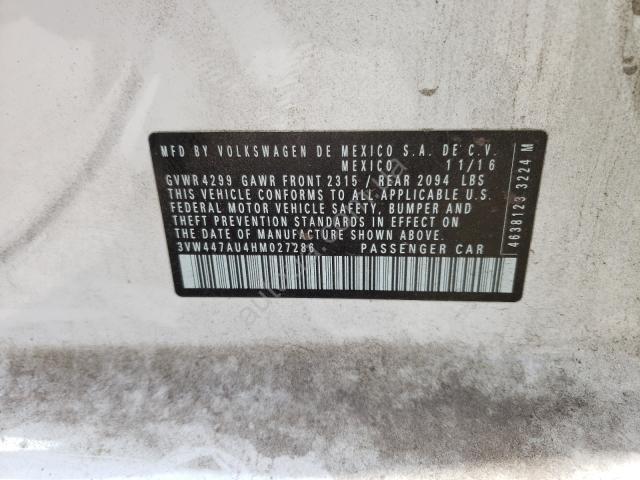 MFD BY VOLKSWAGEN DE MEXICO S.A. DE C.V.
MEXICO 11/16
GVWR 4299 GAWR FRONT 2315 / REAR 2094 LBS
THIS VEHICLE CONFORMS TO ALL APPLICABLE U.S.
FEDERAL MOTOR VEHICLE SAFETY, BUMPER AND
THEFT PREVENTION STANDARDS IN EFFECT ON THE
DATE OF MANUFACTURE SHOWN ABOVE.
3VW447AU4HM027286 PASSENGER CAR
4638123 3224 M